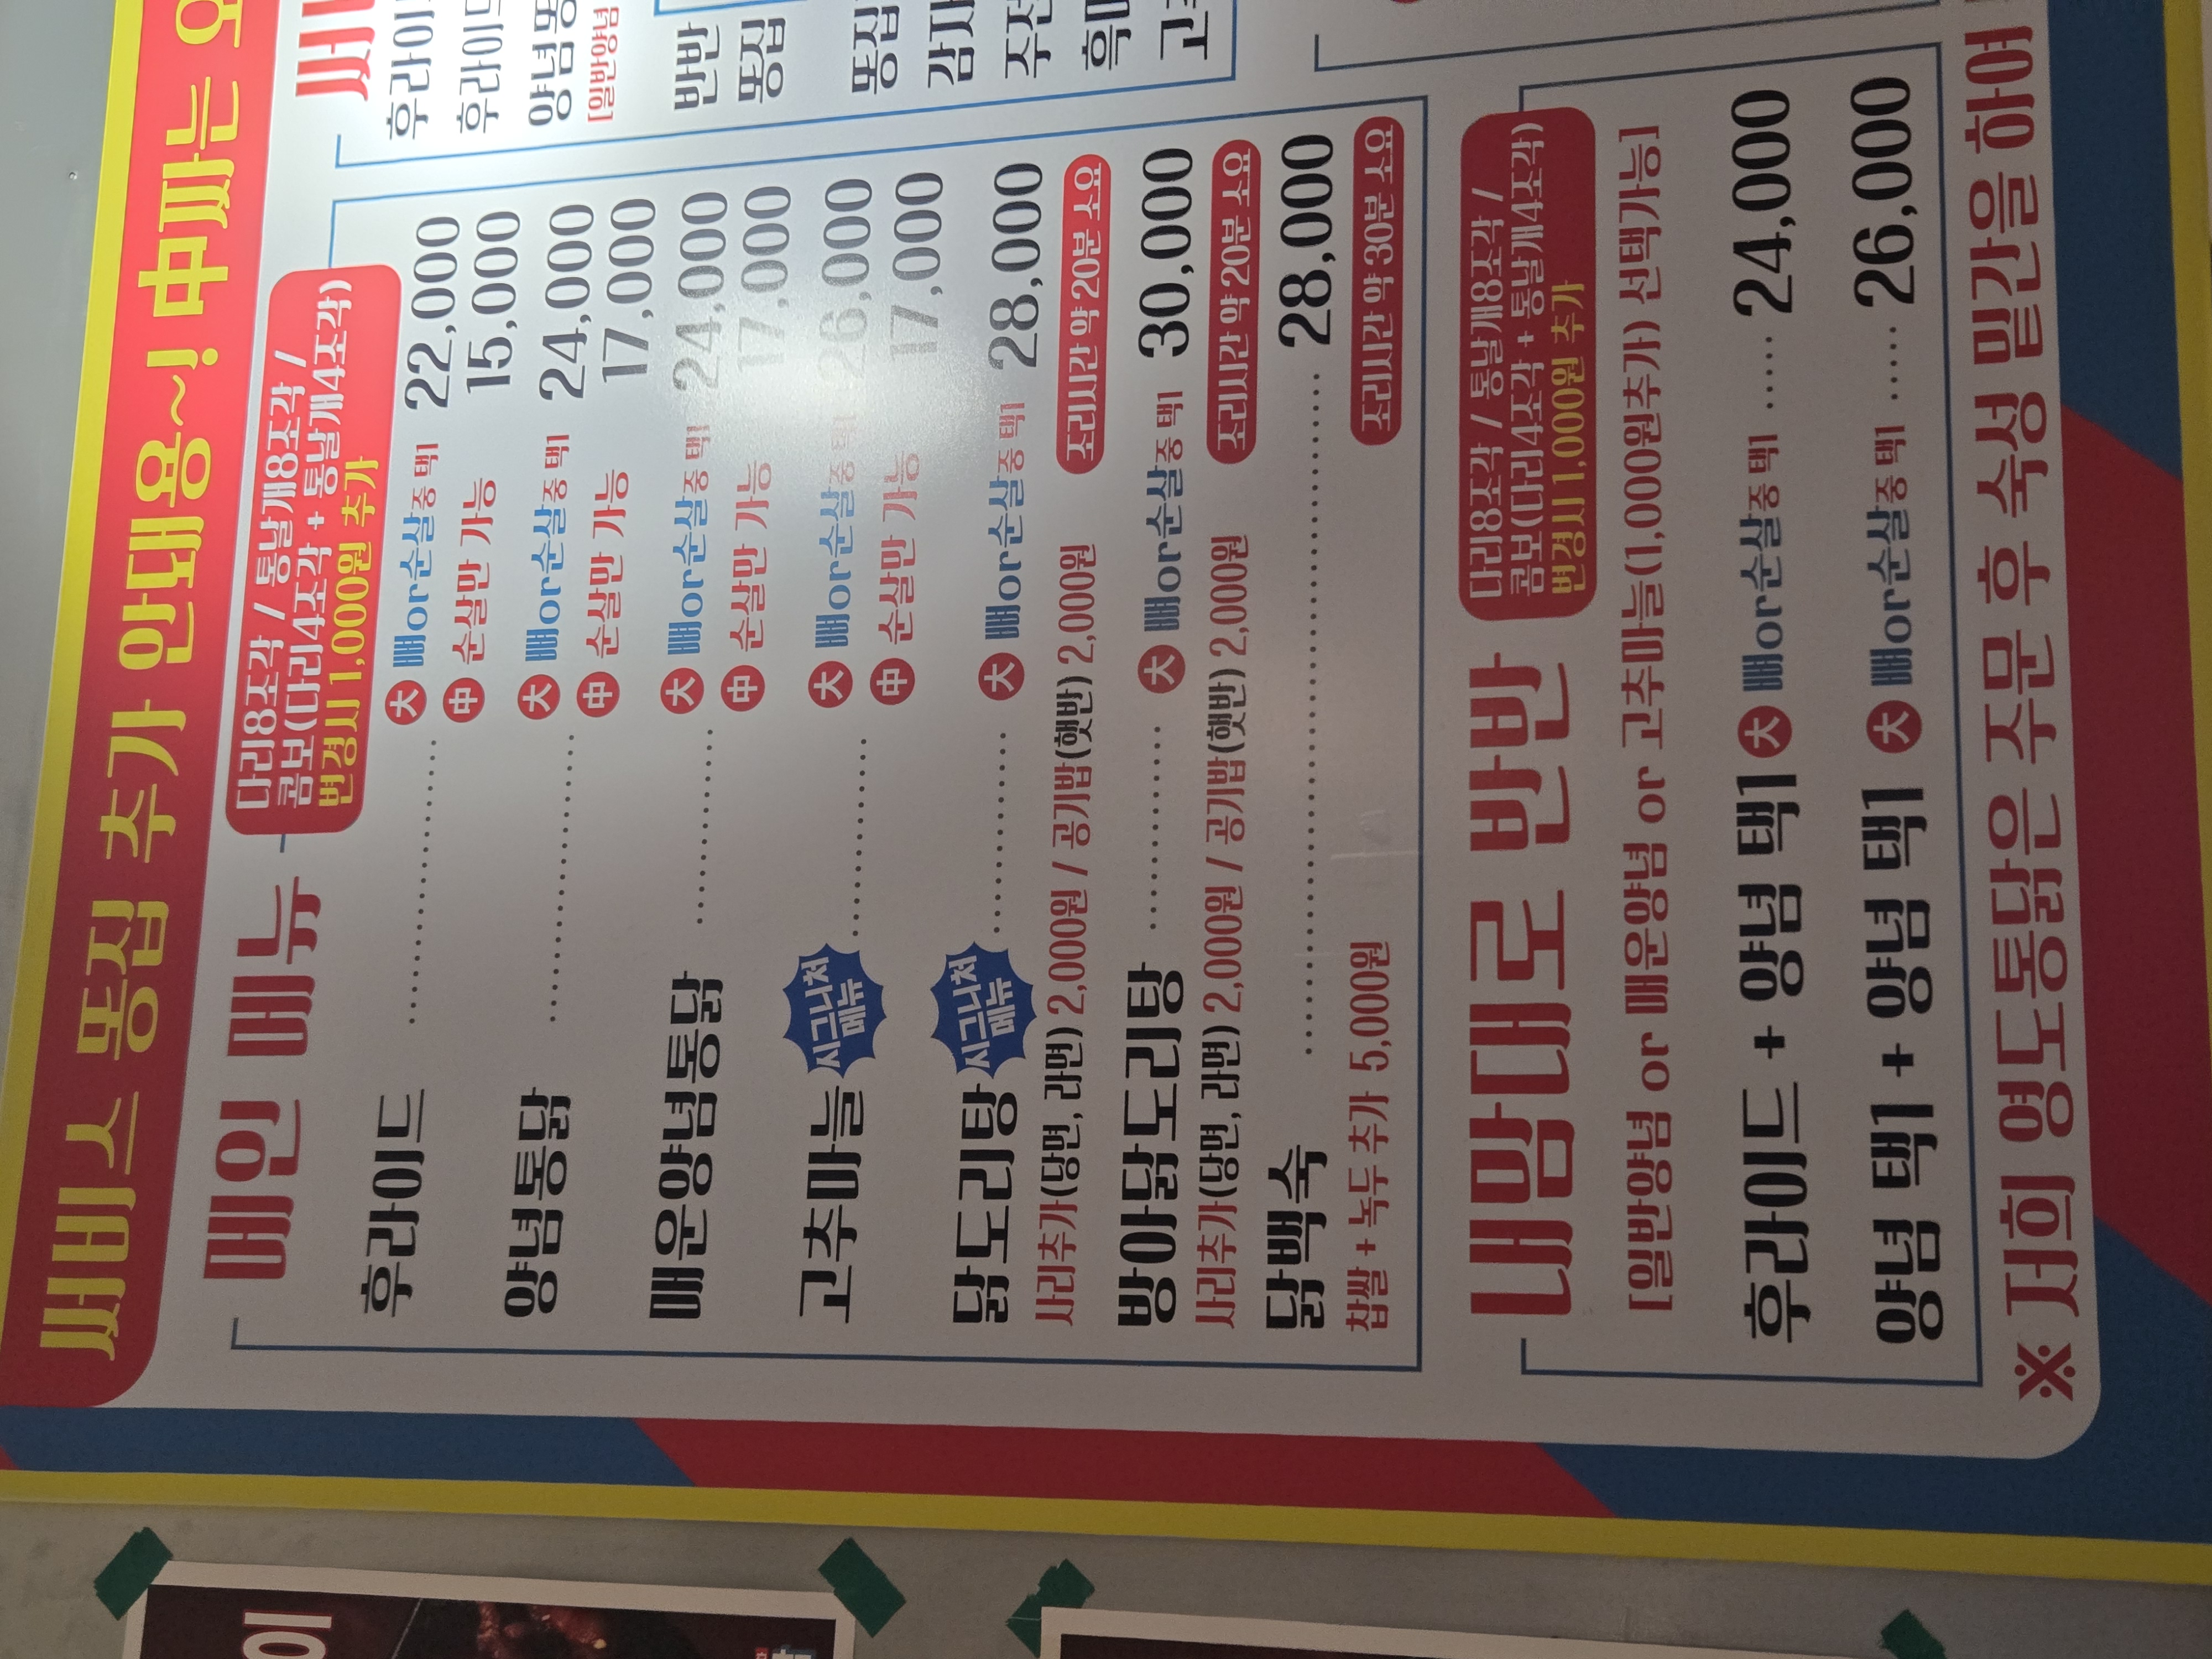 써비스 똥집 추가 안돼용~! 中짜는
메인 메뉴
다리8조각 / 통날개8조각 /
콤보(다리4조각 + 통날개4조각)
변경시 1,000원 추가
후라이드 ..................... 大 뼈or순살중 택1 22,000
中 순살만 가능 15,000
양념통닭 ..................... 大 뼈or순살중 택1 24,000
中 순살만 가능 17,000
매운양념통닭 .............. 大 뼈or순살중 택1 24,000
中 순살만 가능 17,000
고추마늘 시그니처 메뉴 .............. 大 뼈or순살중 택1 26,000
中 순살만 가능 17,000
닭도리탕 시그니처 메뉴 .............. 大 뼈or순살중 택1 28,000
사리추가(당면, 라면) 2,000원 / 공기밥(햇반) 2,000원 조리시간 약 20분 소요
방아닭도리탕 .............. 大 뼈or순살중 택1 30,000
사리추가(당면, 라면) 2,000원 / 공기밥(햇반) 2,000원 조리시간 약 20분 소요
닭백숙 .................................................. 28,000
찹쌀 + 녹두 추가 5,000원 조리시간 약 30분 소요
내맘대로 반반
다리8조각 / 통날개8조각 /
콤보(다리4조각 + 통날개4조각)
변경시 1,000원 추가
[일반양념 or 매운양념 or 고추마늘(1,000원추가) 선택가능]
후라이드 + 양념 택1 大 뼈or순살중 택1 ..... 24,000
양념 택1 + 양념 택1 大 뼈or순살중 택1 ..... 26,000
※ 저희 영도통닭은 주문 후 숙성 밑간을 하여
후라이
후라이드
양념통
[일반양념
반반
똥집
똥집
감자
주전
이